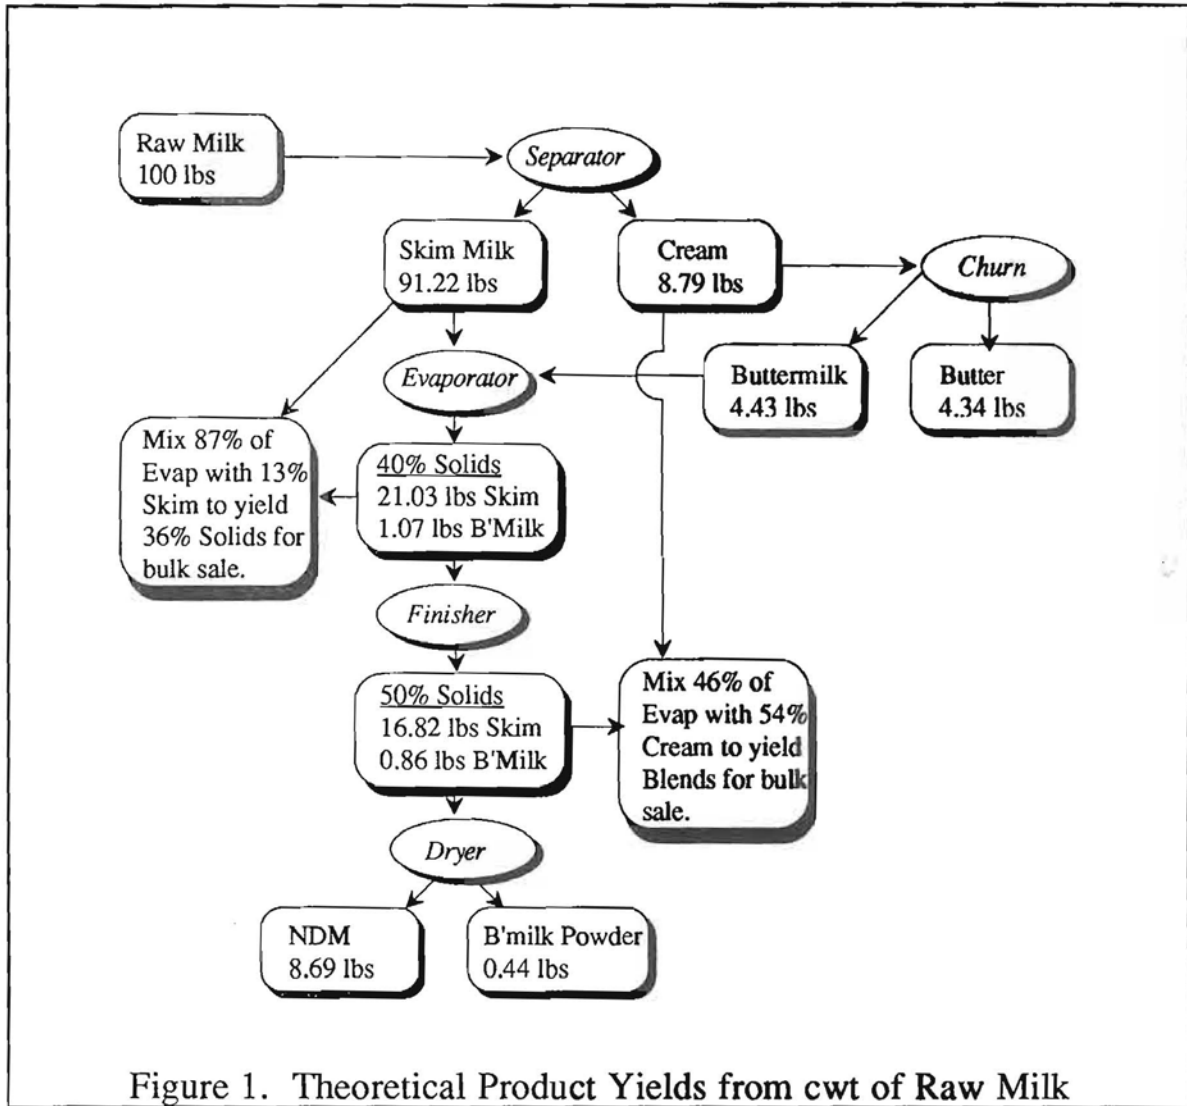 Raw Milk
100 lbs
Separator
Skim Milk
91.22 lbs
Cream
8.79 lbs
Churn
Evaporator
Buttermilk
4.43 lbs
Butter
4.34 lbs
Mix 87% of
Evap with 13%
Skim to yield
36% Solids for
bulk sale.
40% Solids
21.03 lbs Skim
1.07 lbs B'Milk
Finisher
50% Solids
16.82 lbs Skim
0.86 lbs B'Milk
Mix 46% of
Evap with 54%
Cream to yield
Blends for bulk
sale.
Dryer
NDM
8.69 lbs
B'milk Powder
0.44 lbs
Figure 1. Theoretical Product Yields from cwt of Raw Milk